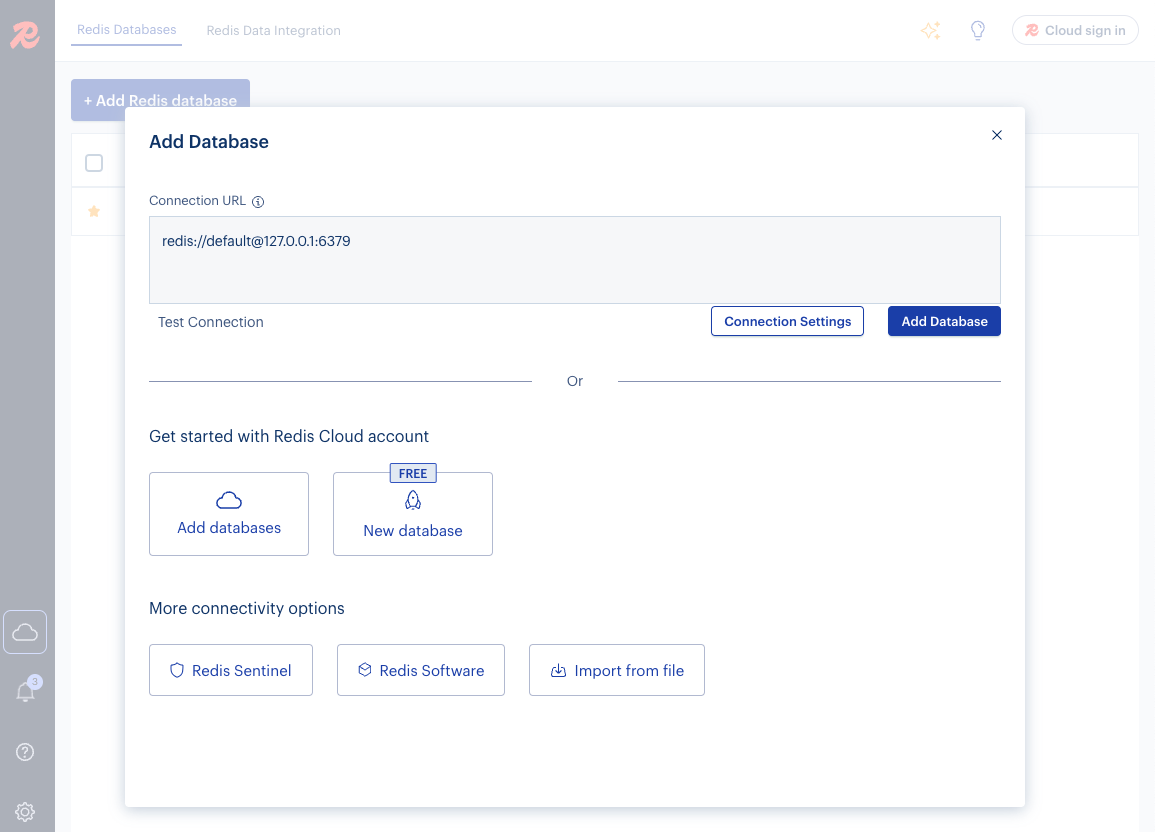 Redis Databases
Redis Data Integration
Cloud sign in
+ Add Redis database
Add Database
Connection URL
redis://default@127.0.0.1:6379
Test Connection
Connection Settings
Add Database
Or
Get started with Redis Cloud account
Add databases
FREE
New database
More connectivity options
Redis Sentinel
Redis Software
Import from file
3